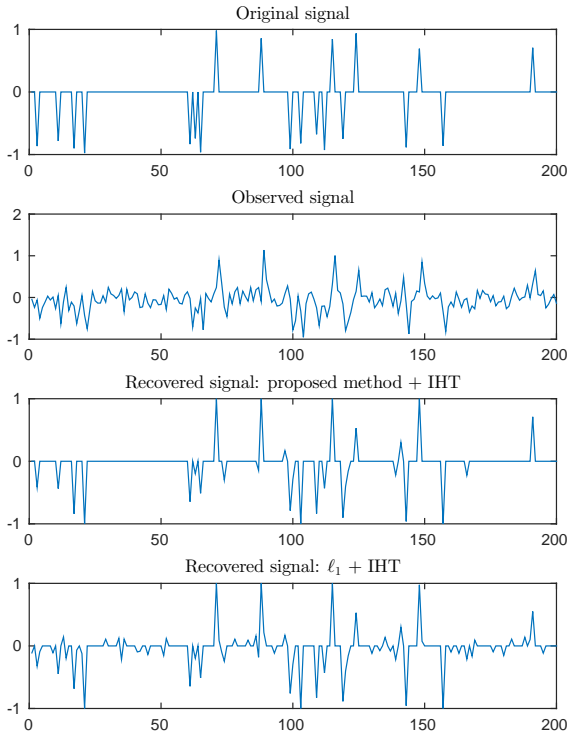 Original signal
1
0
-1
0 50 100 150 200
Observed signal
2
1
0
-1
0 50 100 150 200
Recovered signal: proposed method + IHT
1
0
-1
0 50 100 150 200
Recovered signal: ℓ₁ + IHT
1
0
-1
0 50 100 150 200